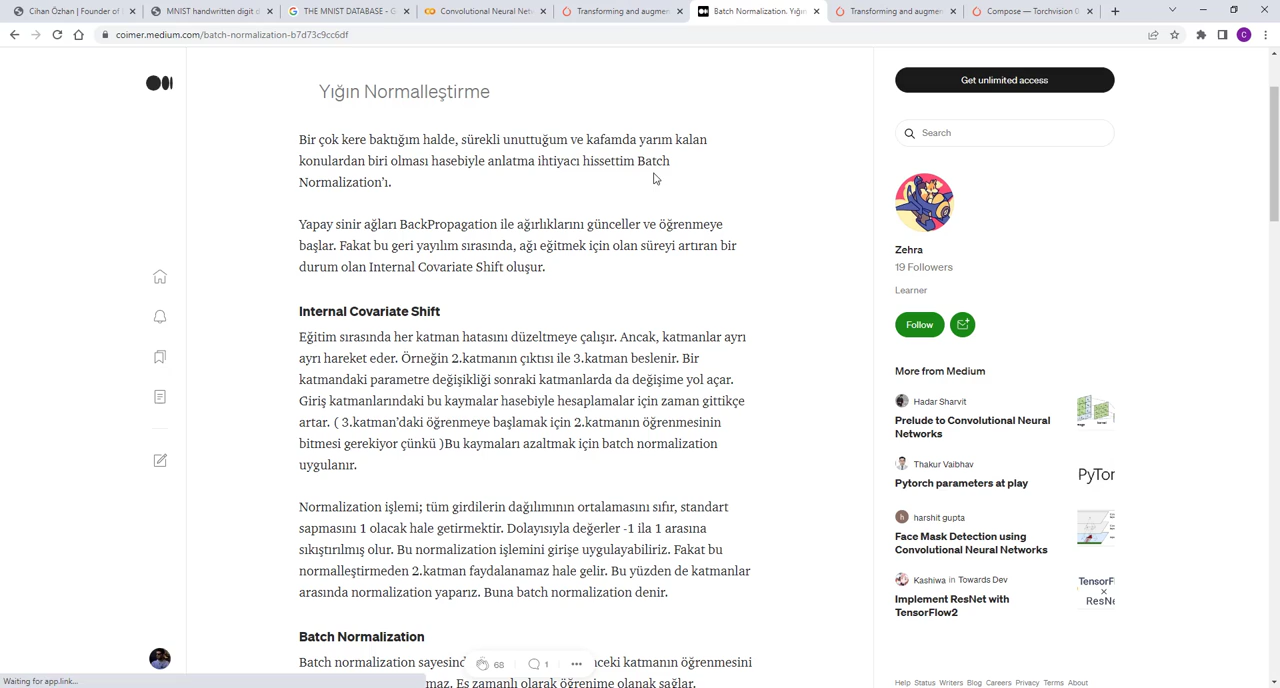 Cihan Özhan | Founder of
MNIST handwritten digit d
THE MNIST DATABASE - G
Convolutional Neural Net
Transforming and augmen
Batch Normalization. Yığın
Transforming and augmen
Compose — Torchvision 0
coimer.medium.com/batch-normalization-b7d73c9cc6df
C
Yığın Normalleştirme
Bir çok kere baktığım halde, sürekli unuttuğum ve kafamda yarım kalan
konulardan biri olması hasebiyle anlatma ihtiyacı hissettim Batch
Normalization’ı.
Yapay sinir ağları BackPropagation ile ağırlıklarını günceller ve öğrenmeye
başlar. Fakat bu geri yayılım sırasında, ağı eğitmek için olan süreyi artıran bir
durum olan Internal Covariate Shift oluşur.
Internal Covariate Shift
Eğitim sırasında her katman hatasını düzeltmeye çalışır. Ancak, katmanlar ayrı
ayrı hareket eder. Örneğin 2.katmanın çıktısı ile 3.katman beslenir. Bir
katmandaki parametre değişikliği sonraki katmanlarda da değişime yol açar.
Giriş katmanlarındaki bu kaymalar hasebiyle hesaplamalar için zaman gittikçe
artar. ( 3.katman’daki öğrenmeye başlamak için 2.katmanın öğrenmesinin
bitmesi gerekiyor çünkü )Bu kaymaları azaltmak için batch normalization
uygulanır.
Normalization işlemi; tüm girdilerin dağılımının ortalamasını sıfır, standart
sapmasını 1 olacak hale getirmektir. Dolayısıyla değerler -1 ila 1 arasına
sıkıştırılmış olur. Bu normalization işlemini girişe uygulayabiliriz. Fakat bu
normalleştirmeden 2.katman faydalanamaz hale gelir. Bu yüzden de katmanlar
arasında normalization yaparız. Buna batch normalization denir.
Batch Normalization
Batch normalization sayesind
nceki katmanın öğrenmesini
maz. Eş zamanlı olarak öğrenime olanak sağlar.
68
1
Waiting for app.link...
Get unlimited access
Search
Zehra
19 Followers
Learner
Follow
More from Medium
Hadar Sharvit
Prelude to Convolutional Neural
Networks
Thakur Vaibhav
Pytorch parameters at play
PyTor
h
harshit gupta
Face Mask Detection using
Convolutional Neural Networks
Kashiwa in Towards Dev
Implement ResNet with
TensorFlow2
TensorF
×
ResNe
Help Status Writers Blog Careers Privacy Terms About